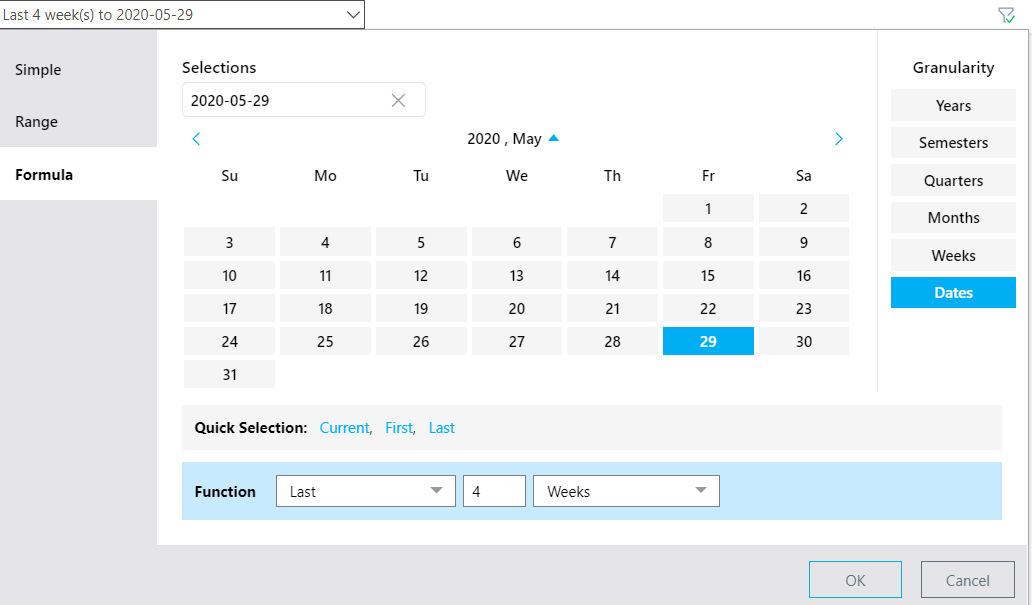 Last 4 week(s) to 2020-05-29
Simple
Range
Formula
Selections
2020-05-29
2020 , May
Su Mo Tu We Th Fr Sa
1 2
3 4 5 6 7 8 9
10 11 12 13 14 15 16
17 18 19 20 21 22 23
24 25 26 27 28 29 30
31
Granularity
Years
Semesters
Quarters
Months
Weeks
Dates
Quick Selection: Current, First, Last
Function Last 4 Weeks
OK Cancel